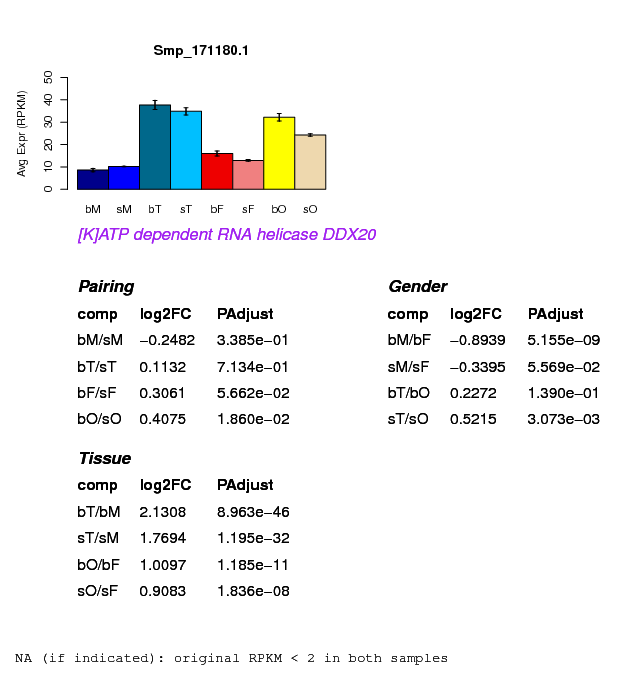 Smp_171180.1
Avg Expr (RPKM)
50
40
30
20
10
0
bM sM bT sT bF sF bO sO
[K]ATP dependent RNA helicase DDX20
Pairing
comp log2FC PAdjust
bM/sM −0.2482 3.385e−01
bT/sT 0.1132 7.134e−01
bF/sF 0.3061 5.662e−02
bO/sO 0.4075 1.860e−02
Gender
comp log2FC PAdjust
bM/bF −0.8939 5.155e−09
sM/sF −0.3395 5.569e−02
bT/bO 0.2272 1.390e−01
sT/sO 0.5215 3.073e−03
Tissue
comp log2FC PAdjust
bT/bM 2.1308 8.963e−46
sT/sM 1.7694 1.195e−32
bO/bF 1.0097 1.185e−11
sO/sF 0.9083 1.836e−08
NA (if indicated): original RPKM < 2 in both samples